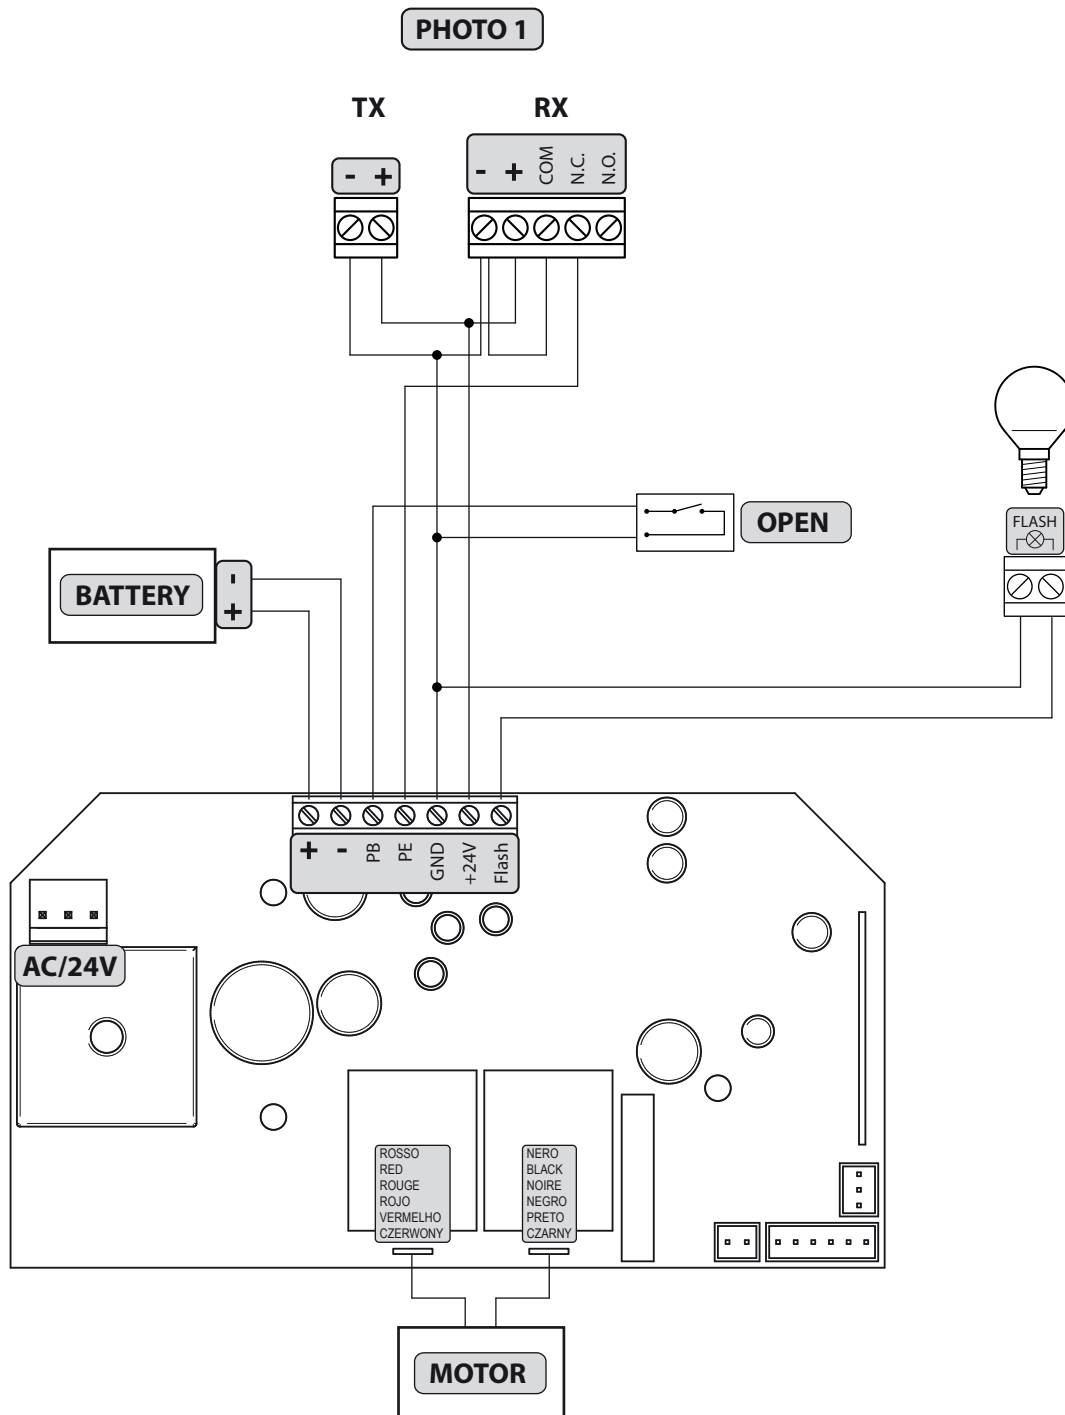 PHOTO 1
TX
RX
- +
- + COM N.C. N.O.
FLASH
OPEN
BATTERY
-
+
+ - PB PE GND +24V Flash
AC/24V
ROSSO
RED
ROUGE
ROJO
VERMELHO
CZERWONY
NERO
BLACK
NOIRE
NEGRO
PRETO
CZARNY
MOTOR